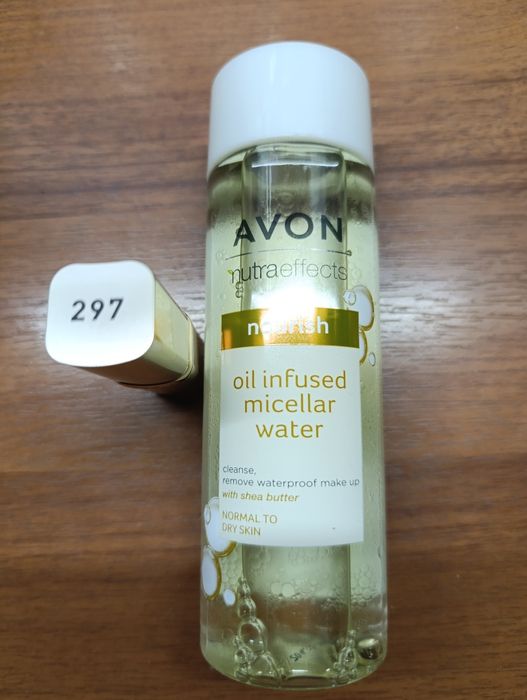 297
AVON
nutraeffects
nourish
oil infused
micellar
water
cleanse,
remove waterproof make up
with shea butter
NORMAL TO
DRY SKIN